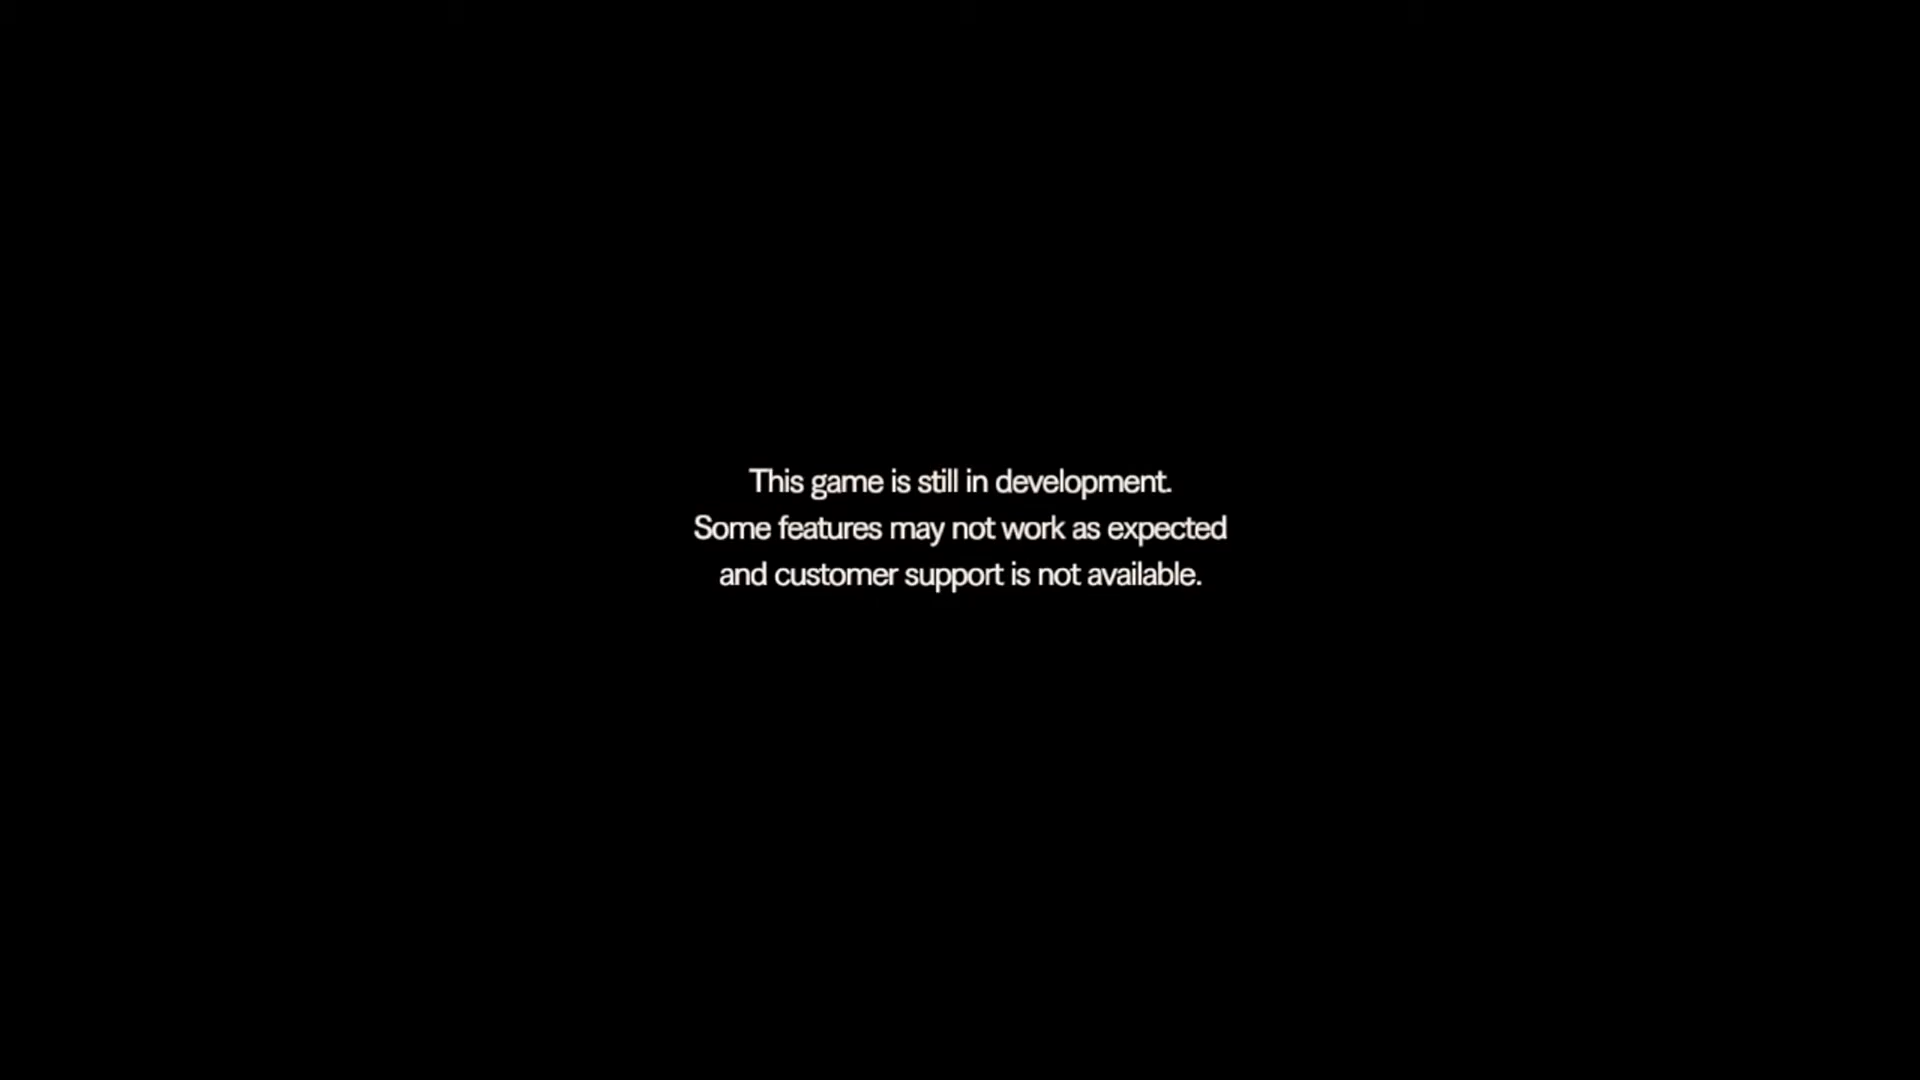 This game is still in development.
Some features may not work as expected
and customer support is not available.